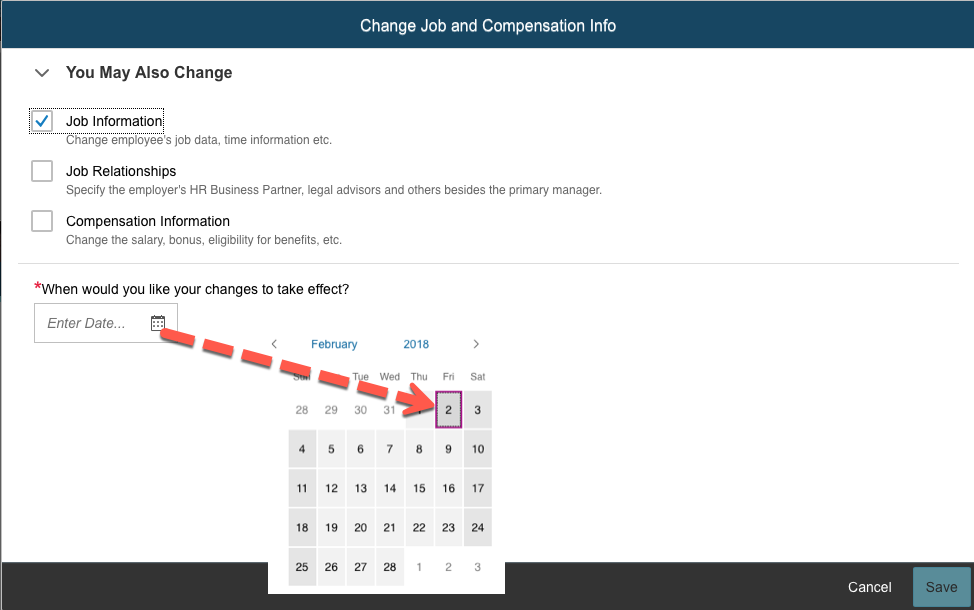 Change Job and Compensation Info
You May Also Change
Job Information
Change employee's job data, time information etc.
Job Relationships
Specify the employer's HR Business Partner, legal advisors and others besides the primary manager.
Compensation Information
Change the salary, bonus, eligibility for benefits, etc.
*When would you like your changes to take effect?
Enter Date...
February 2018
Sun Tue Wed Thu Fri Sat
28 29 30 31 2 3
4 5 6 7 8 9 10
11 12 13 14 15 16 17
18 19 20 21 22 23 24
25 26 27 28 1 2 3
Cancel Save